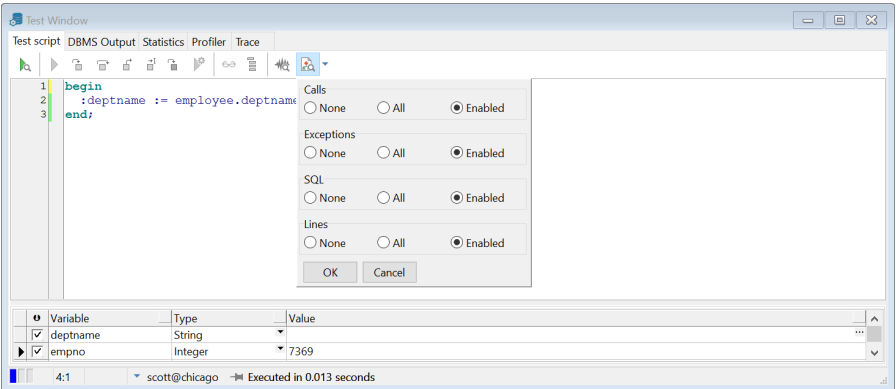 Test Window
Test script DBMS Output Statistics Profiler Trace
1 begin
2 :deptname := employee.deptname
3 end;
Calls
None All Enabled
Exceptions
None All Enabled
SQL
None All Enabled
Lines
None All Enabled
OK Cancel
Variable Type Value
deptname String ...
empno Integer 7369
4:1 scott@chicago Executed in 0.013 seconds